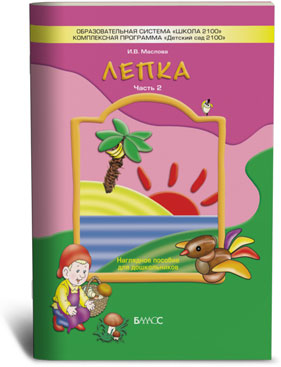 ОБРАЗОВАТЕЛЬНАЯ СИСТЕМА «ШКОЛА 2100»
КОМПЛЕКСНАЯ ПРОГРАММА «Детский сад 2100»
И.В. Маслова
ЛЕПКА
Часть 2
Наглядное пособие
для дошкольников
БАЛАСС